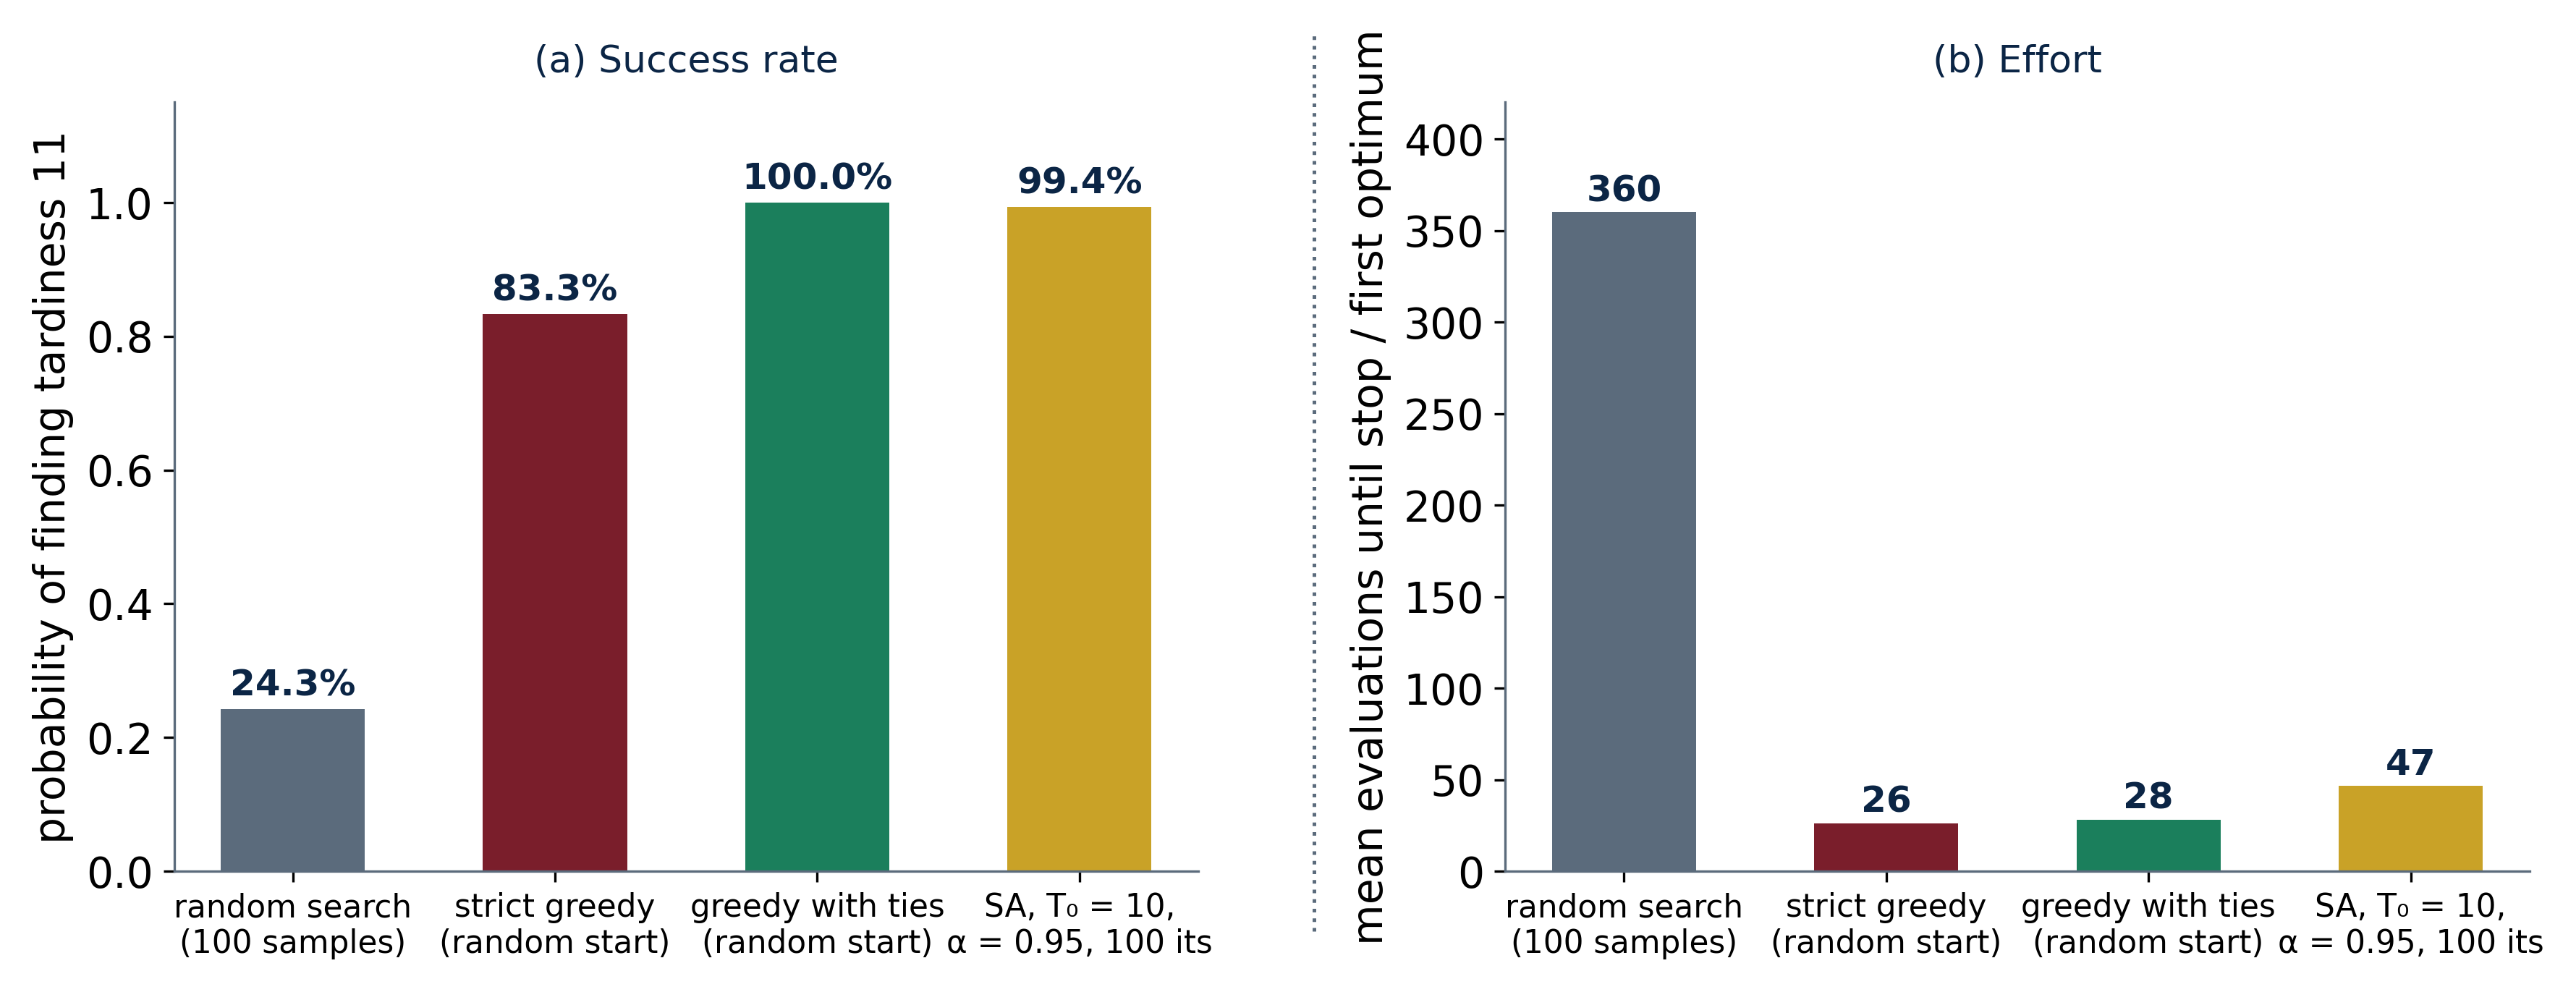 (a) Success rate
probability of finding tardiness 11
1.0
0.8
0.6
0.4
0.2
0.0
24.3%
83.3%
100.0%
99.4%
random search
(100 samples)
strict greedy
(random start)
greedy with ties
(random start)
SA, T₀ = 10,
α = 0.95, 100 its
(b) Effort
mean evaluations until stop / first optimum
400
350
300
250
200
150
100
50
0
360
26
28
47
random search
(100 samples)
strict greedy
(random start)
greedy with ties
(random start)
SA, T₀ = 10,
α = 0.95, 100 its